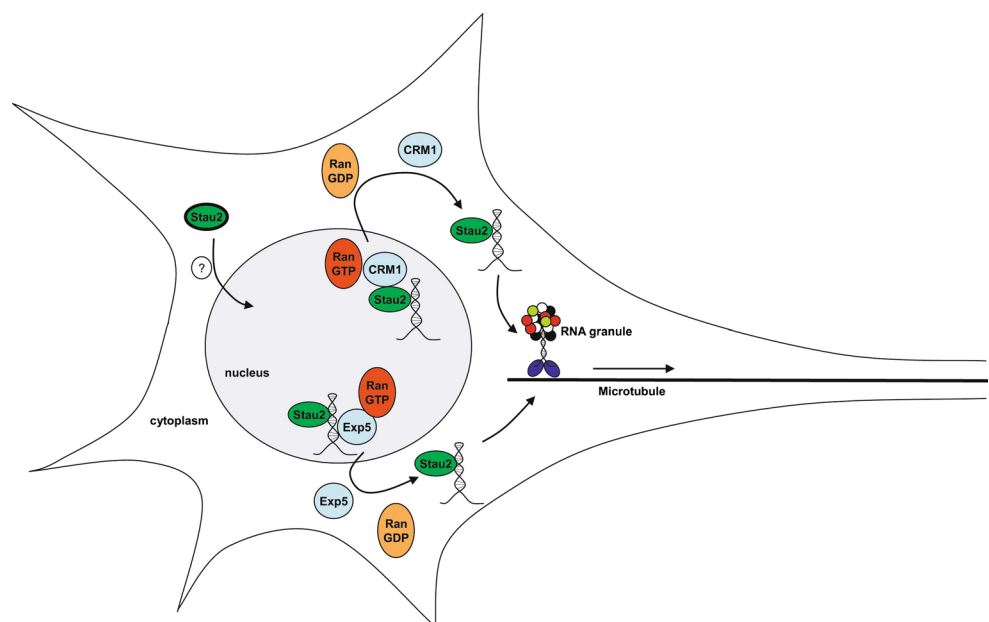 CRM1
Ran
GDP
Stau2
Stau2
?
Ran
GTP
CRM1
Stau2
RNA granule
nucleus
Microtubule
Ran
GTP
Stau2
Exp5
cytoplasm
Stau2
Exp5
Ran
GDP